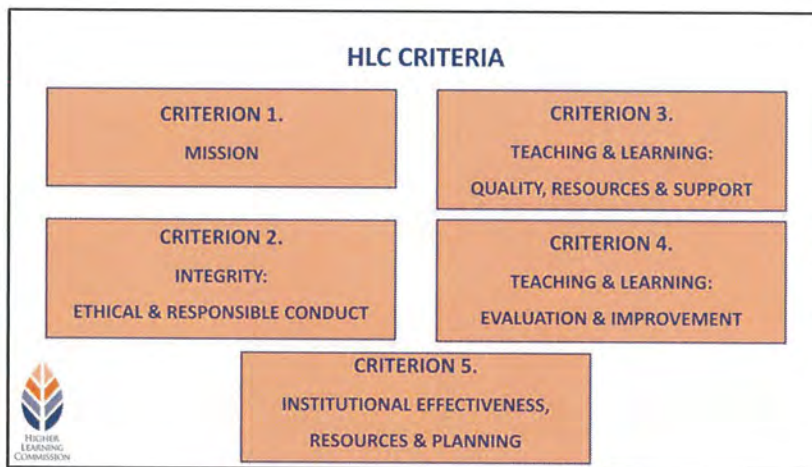 HLC CRITERIA
CRITERION 1.
MISSION
CRITERION 2.
INTEGRITY:
ETHICAL & RESPONSIBLE CONDUCT
CRITERION 3.
TEACHING & LEARNING:
QUALITY, RESOURCES & SUPPORT
CRITERION 4.
TEACHING & LEARNING:
EVALUATION & IMPROVEMENT
CRITERION 5.
INSTITUTIONAL EFFECTIVENESS,
RESOURCES & PLANNING
HIGHER
LEARNING
COMMISSION